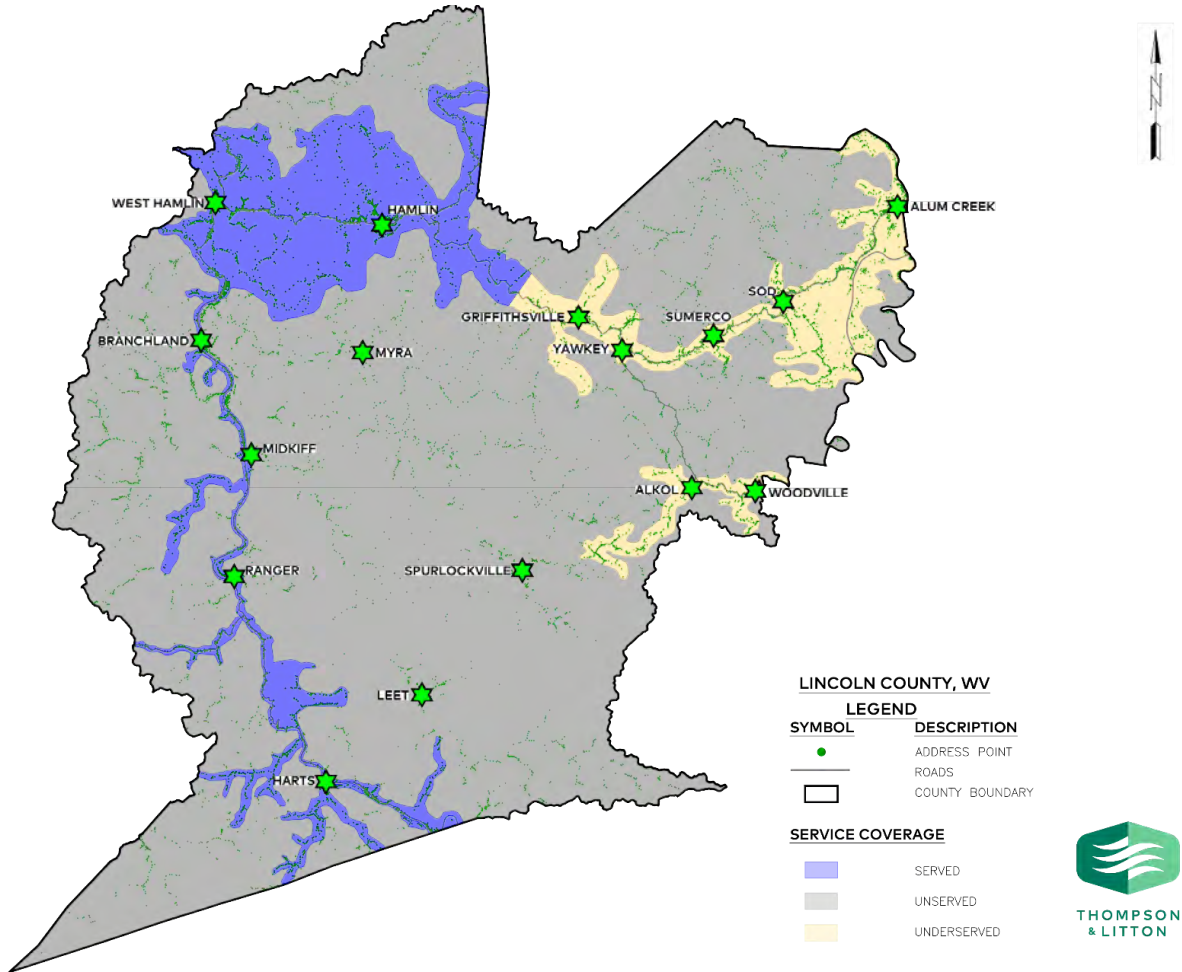 WEST HAMLIN
HAMLIN
ALUM CREEK
SOD
GRIFFITHSVILLE
SUMERCO
BRANCHLAND
MYRA
YAWKEY
MIDKIFF
ALKOL
WOODVILLE
RANGER
SPURLOCKVILLE
LEET
HARTS
N
LINCOLN COUNTY, WV
LEGEND
SYMBOL DESCRIPTION
ADDRESS POINT
ROADS
COUNTY BOUNDARY
SERVICE COVERAGE
SERVED
UNSERVED
UNDERSERVED
THOMPSON
& LITTON